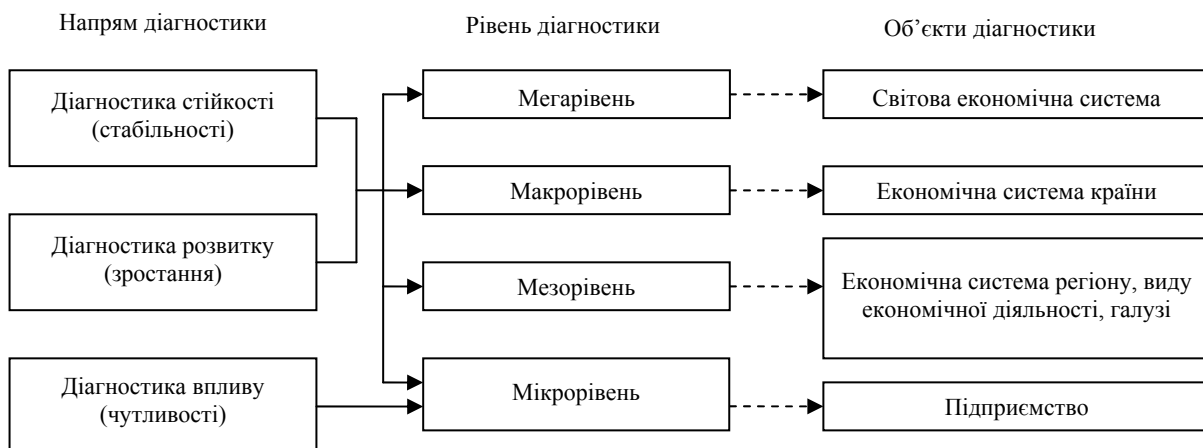 Напрям діагностики
Рівень діагностики
Об’єкти діагностики
Діагностика стійкості
(стабільності)
Мегарівень
Світова економічна система
Макрорівень
Економічна система країни
Діагностика розвитку
(зростання)
Мезорівень
Економічна система регіону, виду
економічної діяльності, галузі
Діагностика впливу
(чутливості)
Мікрорівень
Підприємство